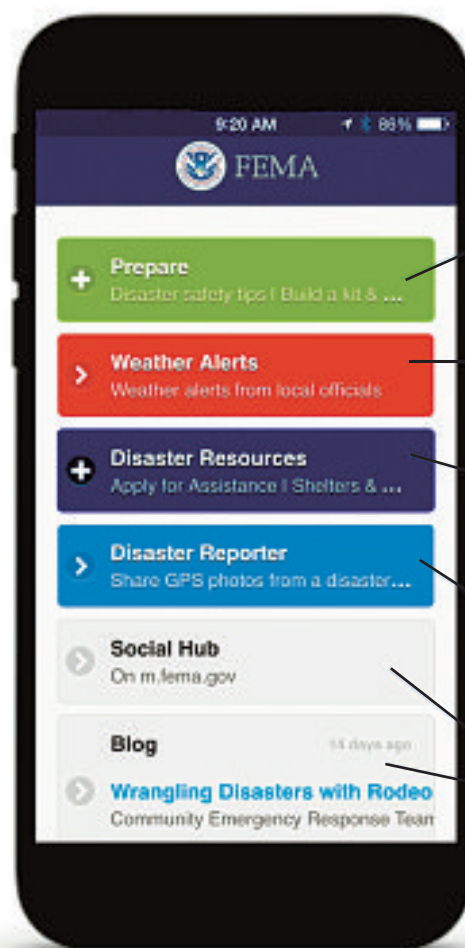 9:20 AM 86%
FEMA
Prepare
Disaster safety tips | Build a kit & ...
Weather Alerts
Weather alerts from local officials
Disaster Resources
Apply for Assistance | Shelters & ...
Disaster Reporter
Share GPS photos from a disaster...
Social Hub
On m.fema.gov
Blog 14 days ago
Wrangling Disasters with Rodeo
Community Emergency Response Team